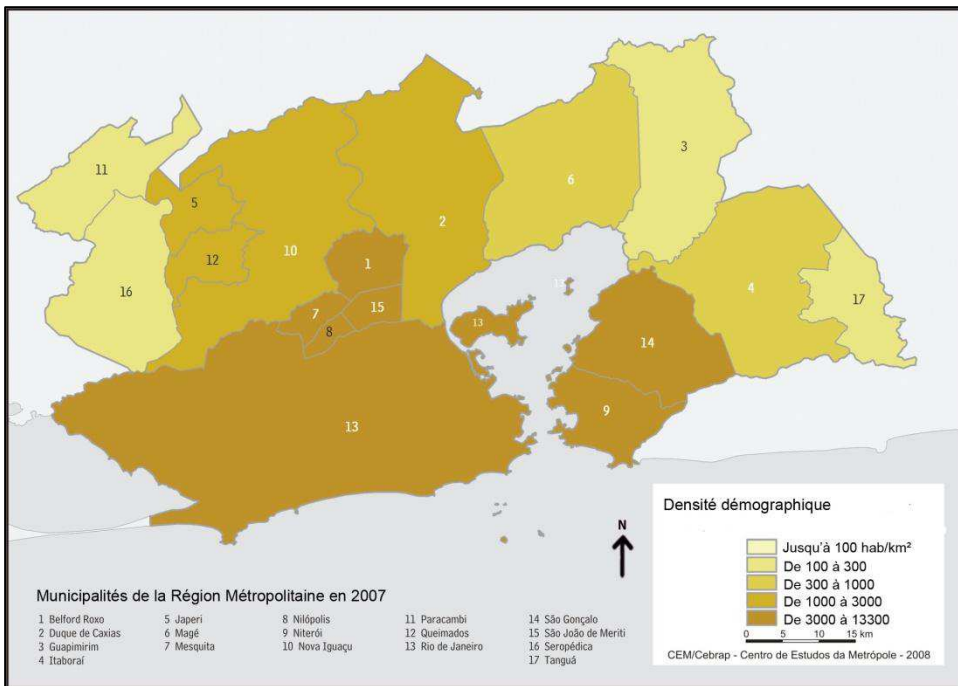 3
11
6
5
2
10
1
12
4
16
13
17
15
7
13
8
14
9
13
N
Densité démographique
Jusqu'à 100 hab/km²
De 100 à 300
De 300 à 1000
De 1000 à 3000
De 3000 à 13300
0 5 10 15 km
CEM/Cebrap - Centro de Estudos da Metrópole - 2008
Municipalités de la Région Métropolitaine en 2007
1 Belford Roxo
2 Duque de Caxias
3 Guapimirim
4 Itaboraí
5 Japeri
6 Magé
7 Mesquita
8 Nilópolis
9 Niterói
10 Nova Iguaçu
11 Paracambi
12 Queimados
13 Rio de Janeiro
14 São Gonçalo
15 São João de Meriti
16 Seropédica
17 Tanguá